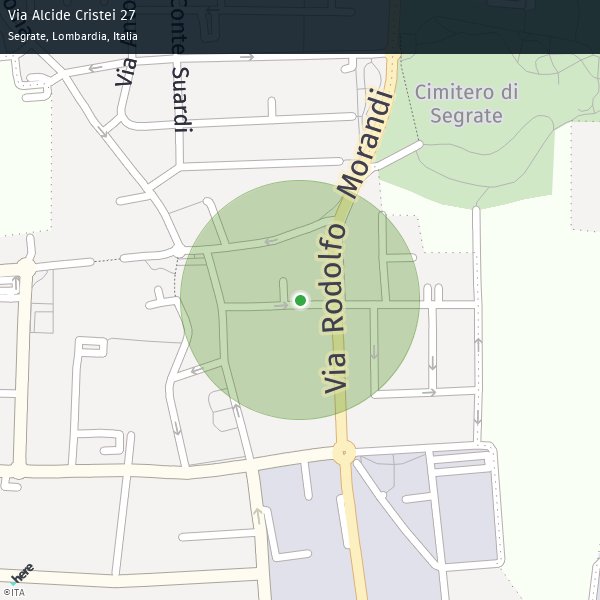 Via Alcide Cristei 27
Segrate, Lombardia, Italia
Via
conte Suardi
Cimitero di
Segrate
Via Rodolfo Morandi
here
©ITA